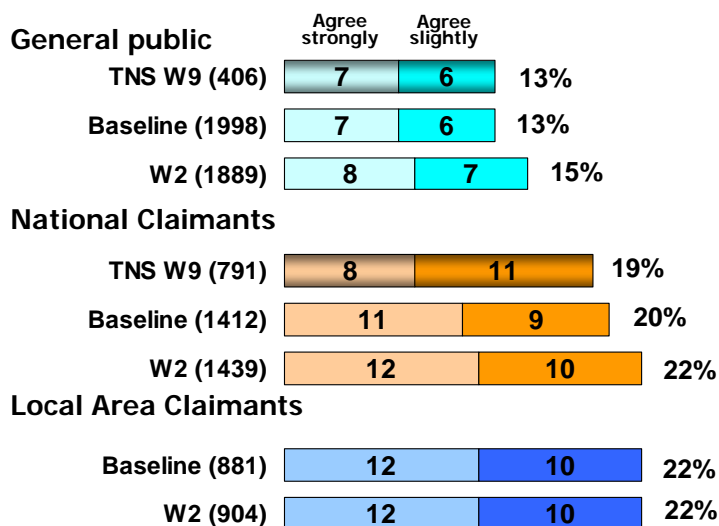 Agree strongly Agree slightly
General public
TNS W9 (406) 7 6 13%
Baseline (1998) 7 6 13%
W2 (1889) 8 7 15%
National Claimants
TNS W9 (791) 8 11 19%
Baseline (1412) 11 9 20%
W2 (1439) 12 10 22%
Local Area Claimants
Baseline (881) 12 10 22%
W2 (904) 12 10 22%